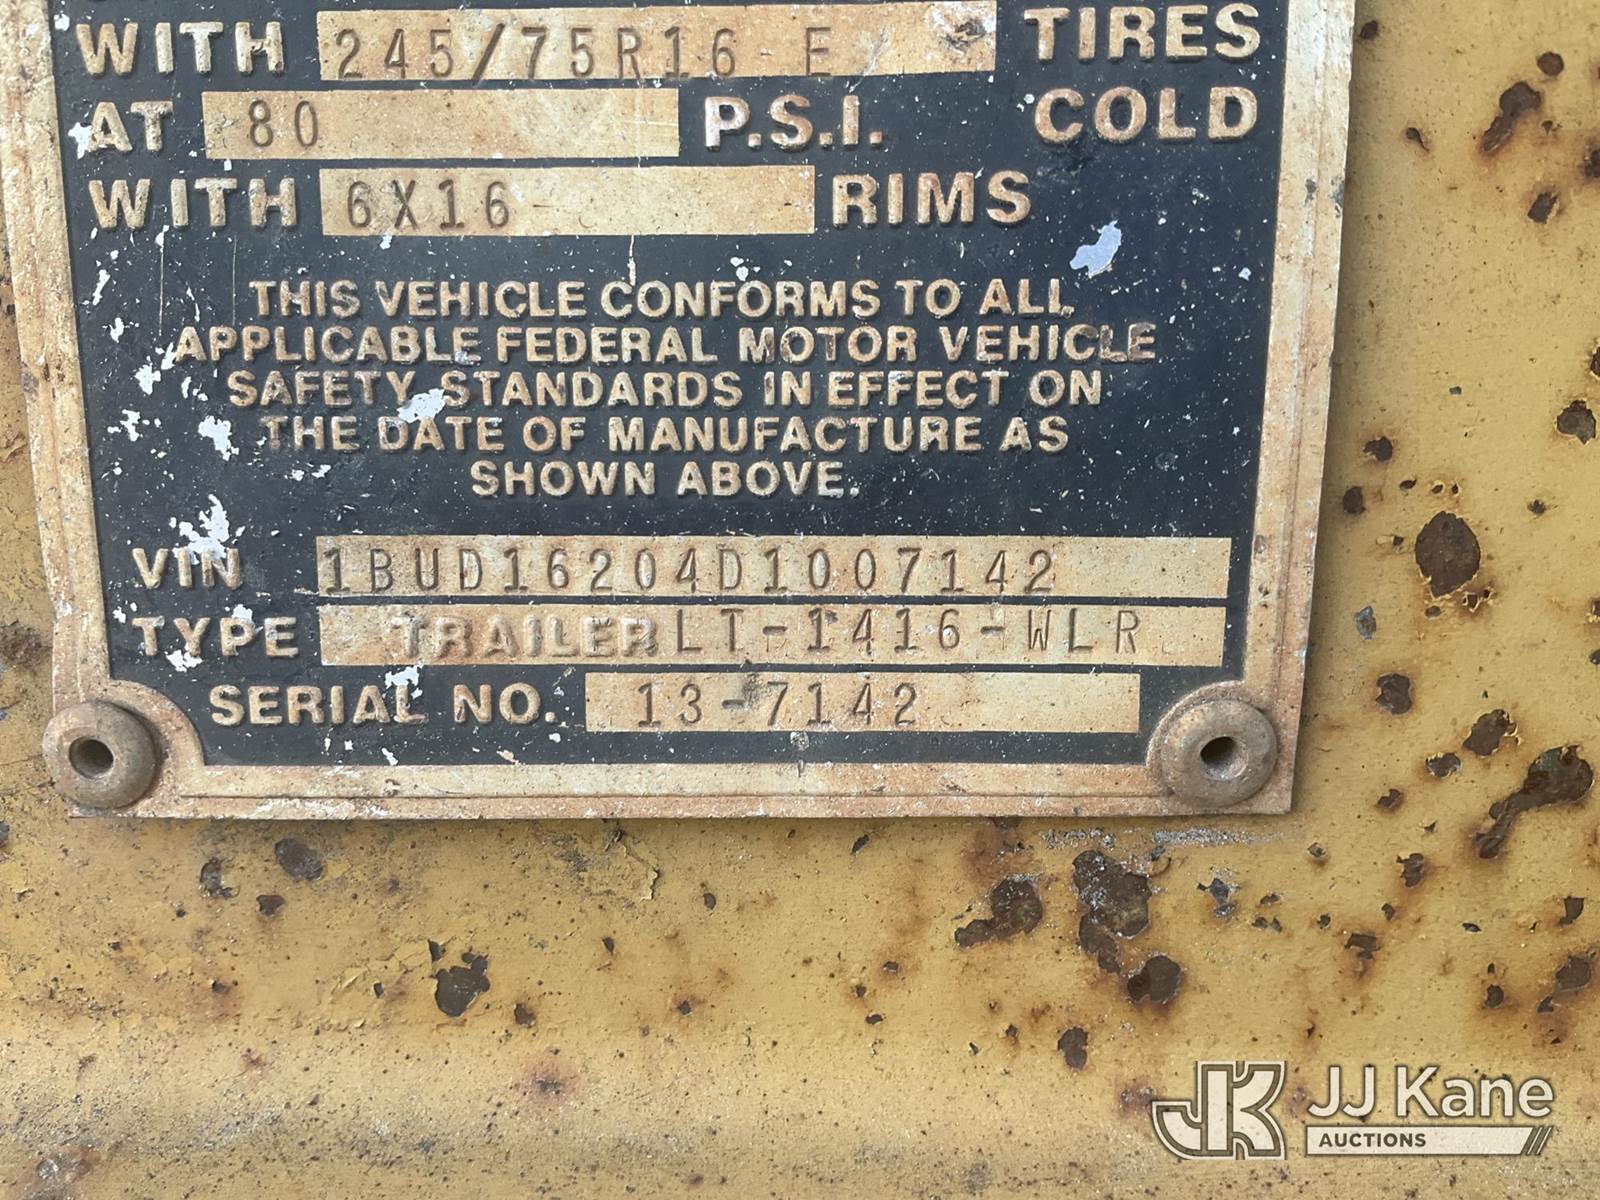 WITH 245/75R16 E TIRES
AT 80 P.S.I. COLD
WITH 6X16 RIMS
THIS VEHICLE CONFORMS TO ALL
APPLICABLE FEDERAL MOTOR VEHICLE
SAFETY STANDARDS IN EFFECT ON
THE DATE OF MANUFACTURE AS
SHOWN ABOVE.
VIN 1BUD16204D1007142
TYPE TRAILER LT-1416-WLR
SERIAL NO. 13-7142
JK JJ Kane
AUCTIONS